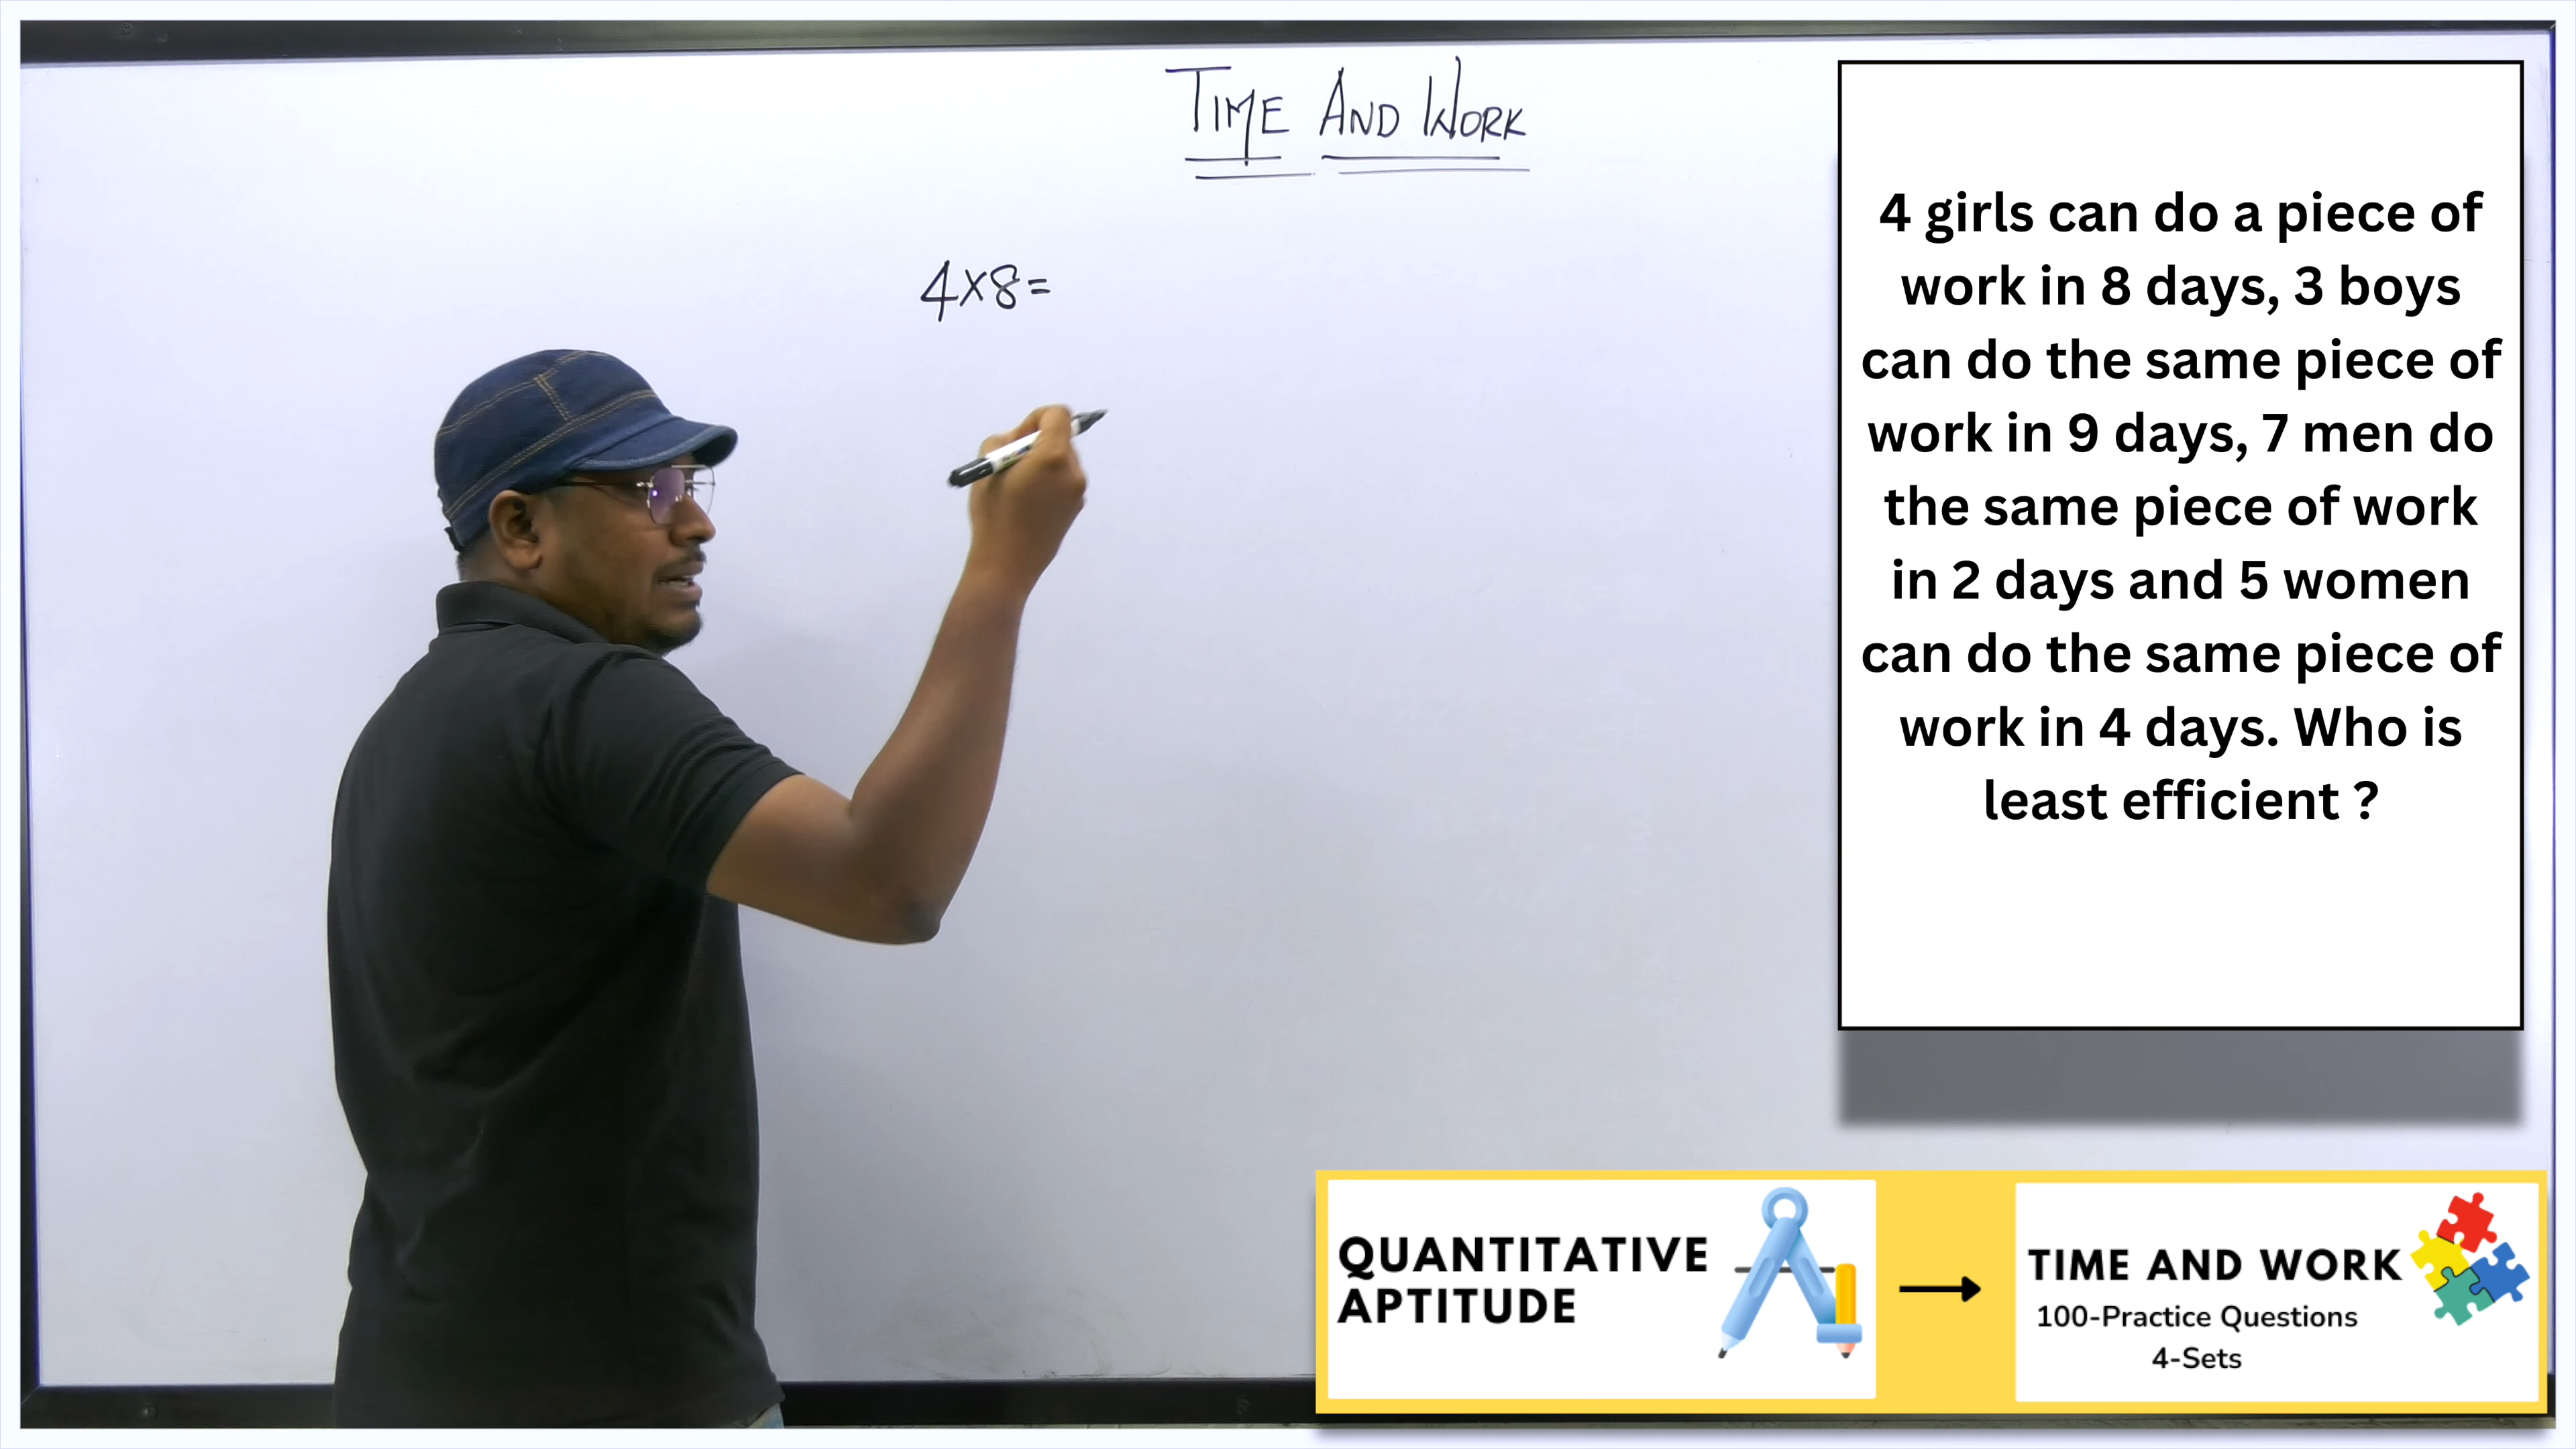 TIME AND WORK
4×8=
4 girls can do a piece of
work in 8 days, 3 boys
can do the same piece of
work in 9 days, 7 men do
the same piece of work
in 2 days and 5 women
can do the same piece of
work in 4 days. Who is
least efficient ?
QUANTITATIVE
APTITUDE
TIME AND WORK
100-Practice Questions
4-Sets